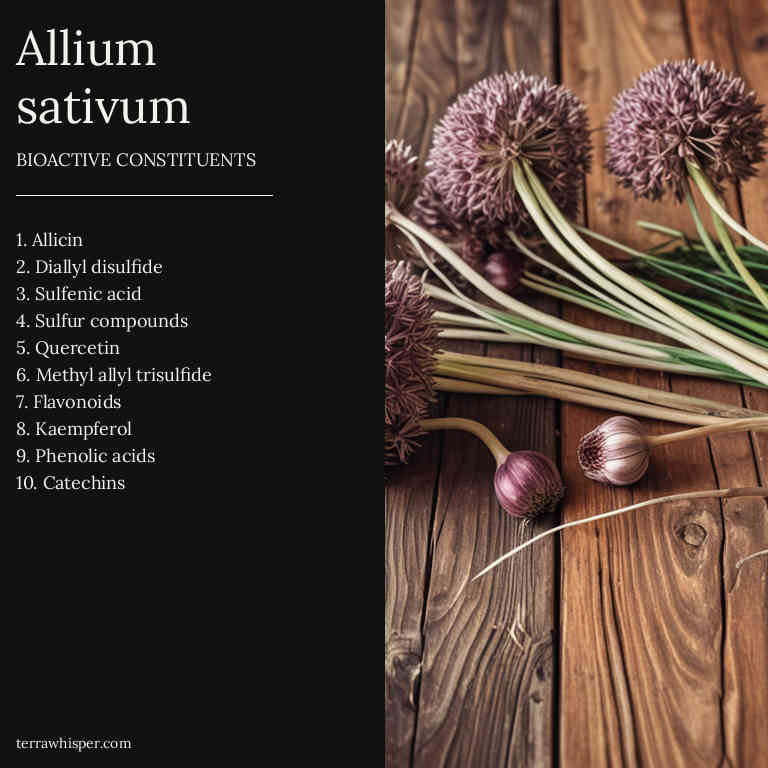 Allium
sativum
BIOACTIVE CONSTITUENTS
1. Allicin
2. Diallyl disulfide
3. Sulfenic acid
4. Sulfur compounds
5. Quercetin
6. Methyl allyl trisulfide
7. Flavonoids
8. Kaempferol
9. Phenolic acids
10. Catechins
terrawhisper.com